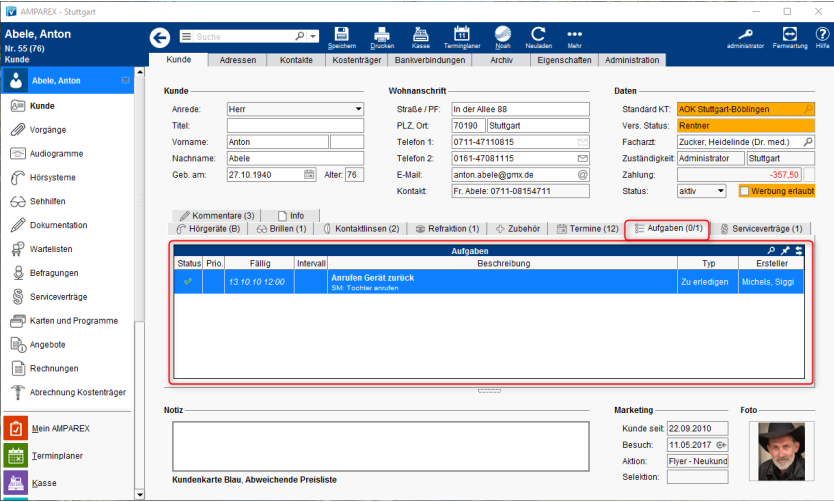 AMPAREX - Stuttgart
Abele, Anton
Nr. 55 (76)
Kunde
Suche
Speichern Drucken Kasse Terminplaner Noah Neuladen Mehr
administrator Fernwartung Hilfe
Kunde Adressen Kontakte Kostenträger Bankverbindungen Archiv Eigenschaften Administration
Abele, Anton
Kunde
Vorgänge
Audiogramme
Hörsysteme
Sehhilfen
Dokumentation
Wartelisten
Befragungen
Serviceverträge
Karten und Programme
Angebote
Rechnungen
Abrechnung Kostenträger
Mein AMPAREX
Terminplaner
Kasse
Kunde
Anrede: Herr
Titel:
Vorname: Anton
Nachname: Abele
Geb. am: 27.10.1940 Alter: 76
Wohnanschrift
Straße / PF: In der Allee 88
PLZ, Ort: 70190 Stuttgart
Telefon 1: 0711-47110815
Telefon 2: 0161-47081115
E-Mail: anton.abele@gmx.de
Kontakt: Fr. Abele: 0711-08154711
Daten
Standard KT: AOK Stuttgart-Böblingen
Vers. Status: Rentner
Facharzt: Zucker, Heidelinde (Dr. med.)
Zuständigkeit Administrator Stuttgart
Zahlung: -357,50
Status: aktiv Werbung erlaubt
Kommentare (3) Info
Hörgeräte (B) Brillen (1) Kontaktlinsen (2) Refraktion (1) Zubehör Termine (12) Aufgaben (0/1) Serviceverträge (1)
Aufgaben
Status Prio. Fällig Intervall Beschreibung Typ Ersteller
13.10.10 12:00 Anrufen Gerät zurück Zu erledigen Michels, Siggi
SM: Tochter anrufen
Notiz
Kundenkarte Blau, Abweichende Preisliste
Marketing
Kunde seit: 22.09.2010
Besuch: 11.05.2017
Aktion: Flyer - Neukund
Selektion:
Foto